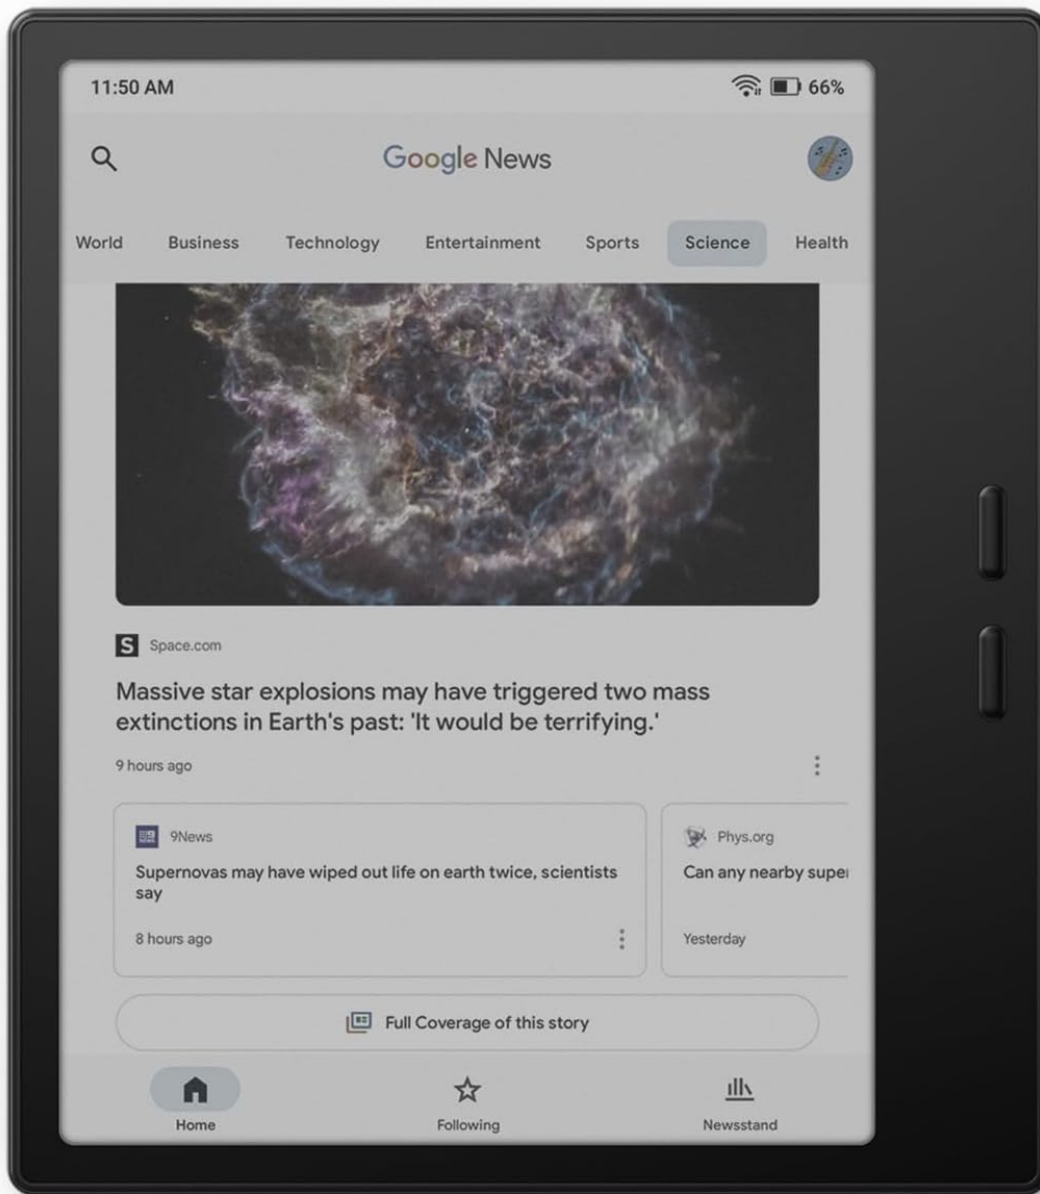 11:50 AM
66%
Google News
World Business Technology Entertainment Sports Science Health
S Space.com
Massive star explosions may have triggered two mass
extinctions in Earth's past: 'It would be terrifying.'
9 hours ago
9News
Supernovas may have wiped out life on earth twice, scientists
say
8 hours ago
Phys.org
Can any nearby super
Yesterday
Full Coverage of this story
Home Following Newsstand